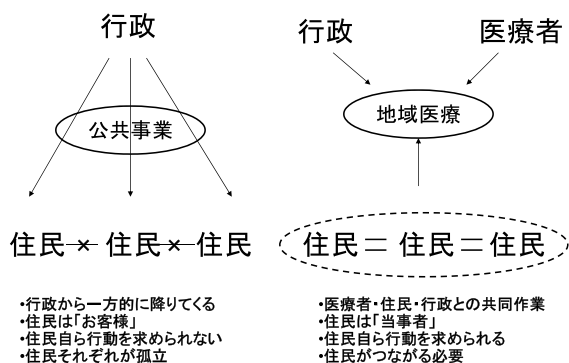 行政
公共事業
住民×住民×住民
・行政から一方的に降りてくる
・住民は「お客様」
・住民自ら行動を求められない
・住民それぞれが孤立
行政 医療者
地域医療
住民＝住民＝住民
・医療者・住民・行政との共同作業
・住民は「当事者」
・住民自ら行動を求められる
・住民がつながる必要